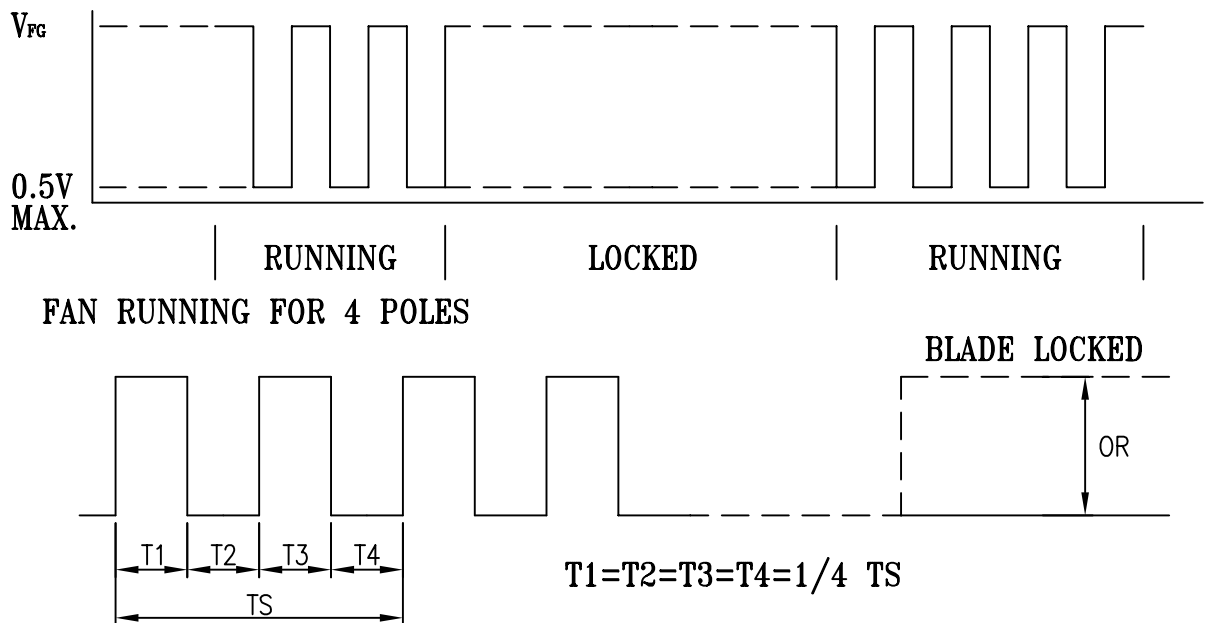 VFG
0.5V
MAX.
RUNNING
LOCKED
RUNNING
FAN RUNNING FOR 4 POLES
BLADE LOCKED
OR
T1
T2
T3
T4
T1=T2=T3=T4=1/4 TS
TS